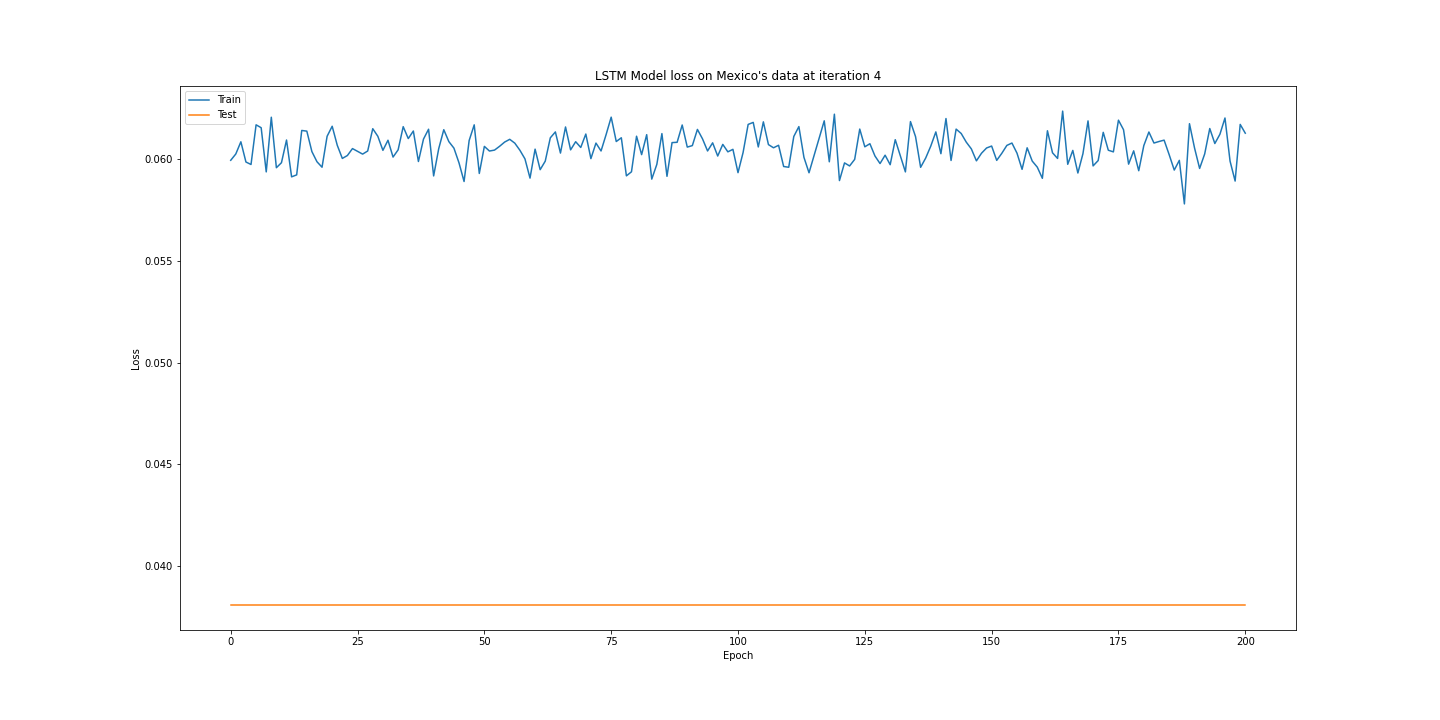 LSTM Model loss on Mexico's data at iteration 4
Train
Test
0.060
0.055
0.050
0.045
0.040
Loss
0 25 50 75 100 125 150 175 200
Epoch